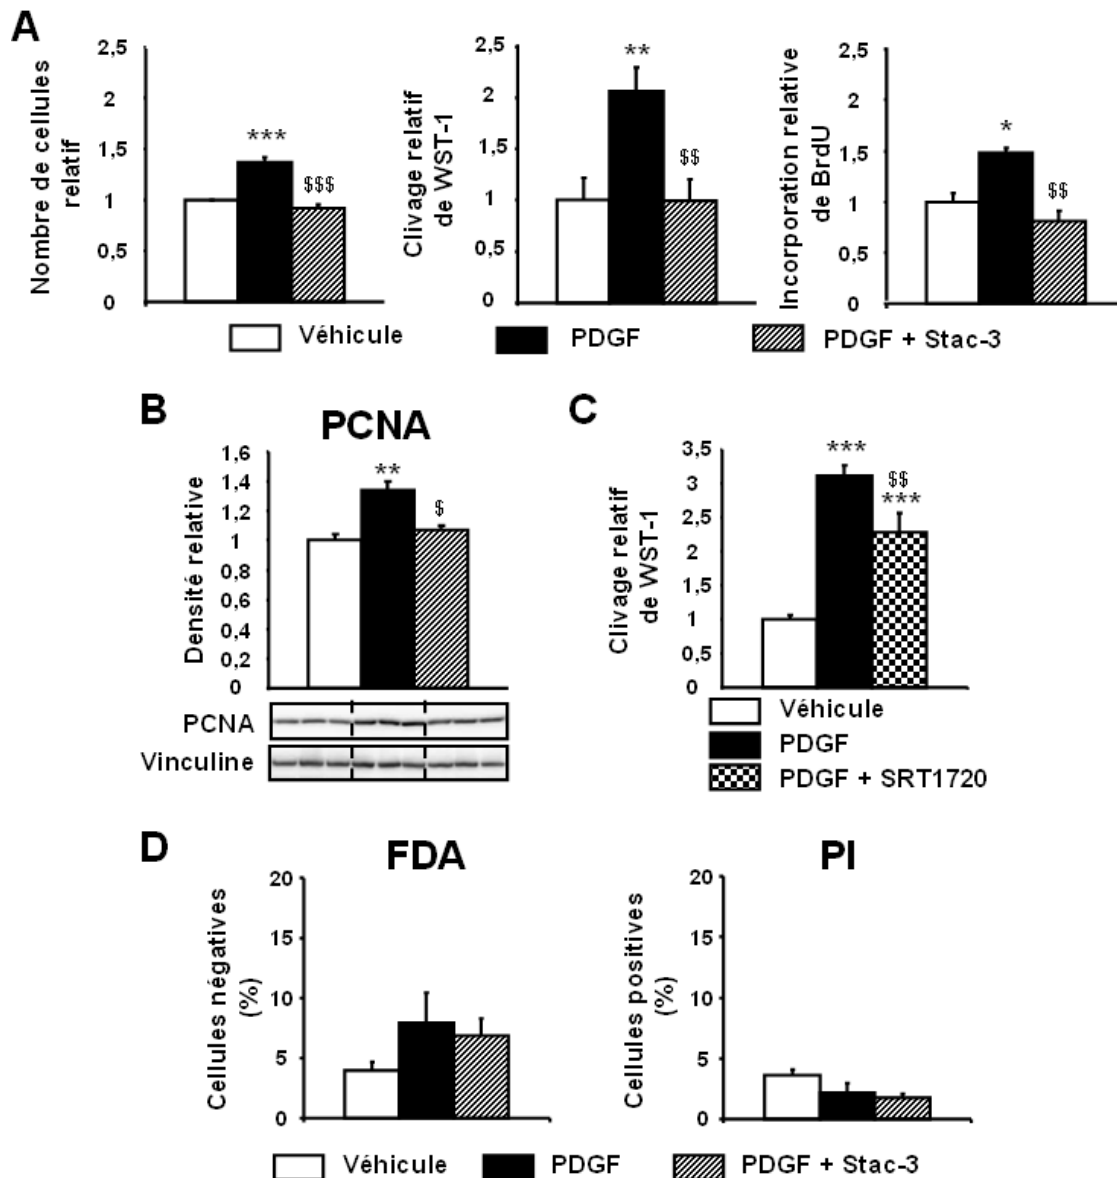 A
Nombre de cellules
relatif
2,5
2
1,5
1
0,5
0
***
$$$
Clivage relatif
de WST-1
2,5
2
1,5
1
0,5
0
**
$$
Incorporation relative
de BrdU
2,5
2
1,5
1
0,5
0
*
$$
Véhicule
PDGF
PDGF + Stac-3
B
PCNA
Densité relative
1,6
1,4
1,2
1
0,8
0,6
0,4
0,2
0
**
$
PCNA
Vinculine
C
Clivage relatif
de WST-1
3,5
3
2,5
2
1,5
1
0,5
0
***
$$
***
Véhicule
PDGF
PDGF + SRT1720
D
FDA
Cellules négatives
(%)
20
15
10
5
0
PI
Cellules positives
(%)
20
15
10
5
0
Véhicule
PDGF
PDGF + Stac-3